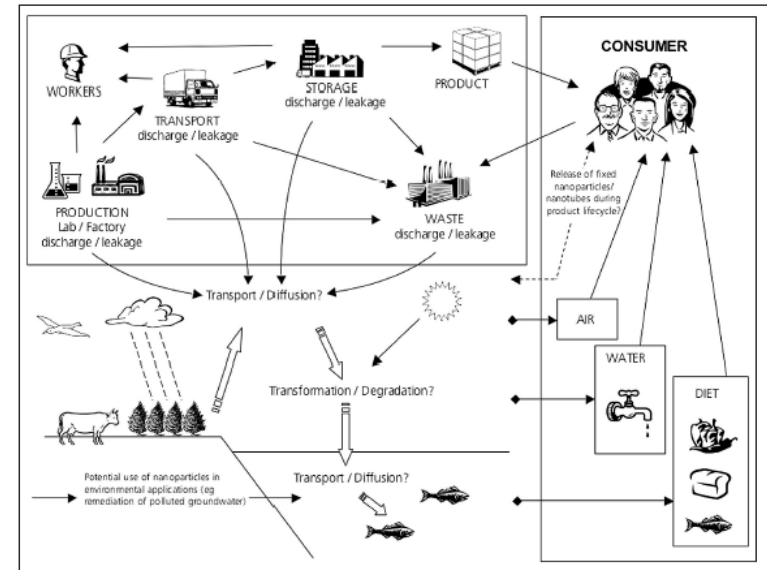 WORKERS
TRANSPORT
discharge / leakage
STORAGE
discharge / leakage
PRODUCT
CONSUMER
PRODUCTION
Lab / Factory
discharge / leakage
WASTE
discharge / leakage
Release of fixed
nanoparticles/
nanotubes during
product lifecycle?
Transport / Diffusion?
AIR
WATER
Transformation / Degradation?
DIET
Potential use of nanoparticles in
environmental applications (eg
remediation of polluted groundwater)
Transport / Diffusion?